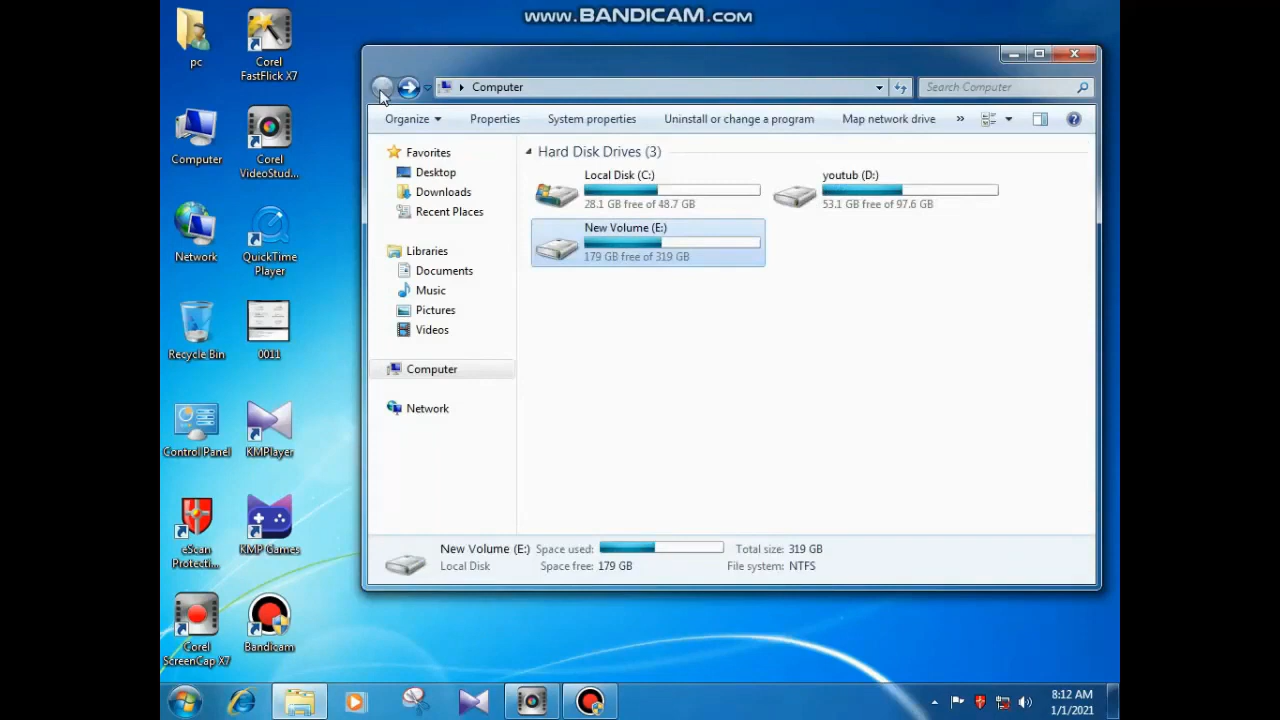 www.BANDICAM.com
pc
Corel
FastFlick X7
Computer
Corel
VideoStud...
Network
QuickTime
Player
Recycle Bin
0011
Control Panel
KMPlayer
eScan
Protecti...
KMP Games
Corel
ScreenCap X7
Bandicam
Computer
Search Computer
Organize
Properties
System properties
Uninstall or change a program
Map network drive
»
Favorites
Desktop
Downloads
Recent Places
Libraries
Documents
Music
Pictures
Videos
Computer
Network
Hard Disk Drives (3)
Local Disk (C:)
28.1 GB free of 48.7 GB
youtub (D:)
53.1 GB free of 97.6 GB
New Volume (E:)
179 GB free of 319 GB
New Volume (E:) Space used: Total size: 319 GB
Local Disk Space free: 179 GB File system: NTFS
8:12 AM
1/1/2021